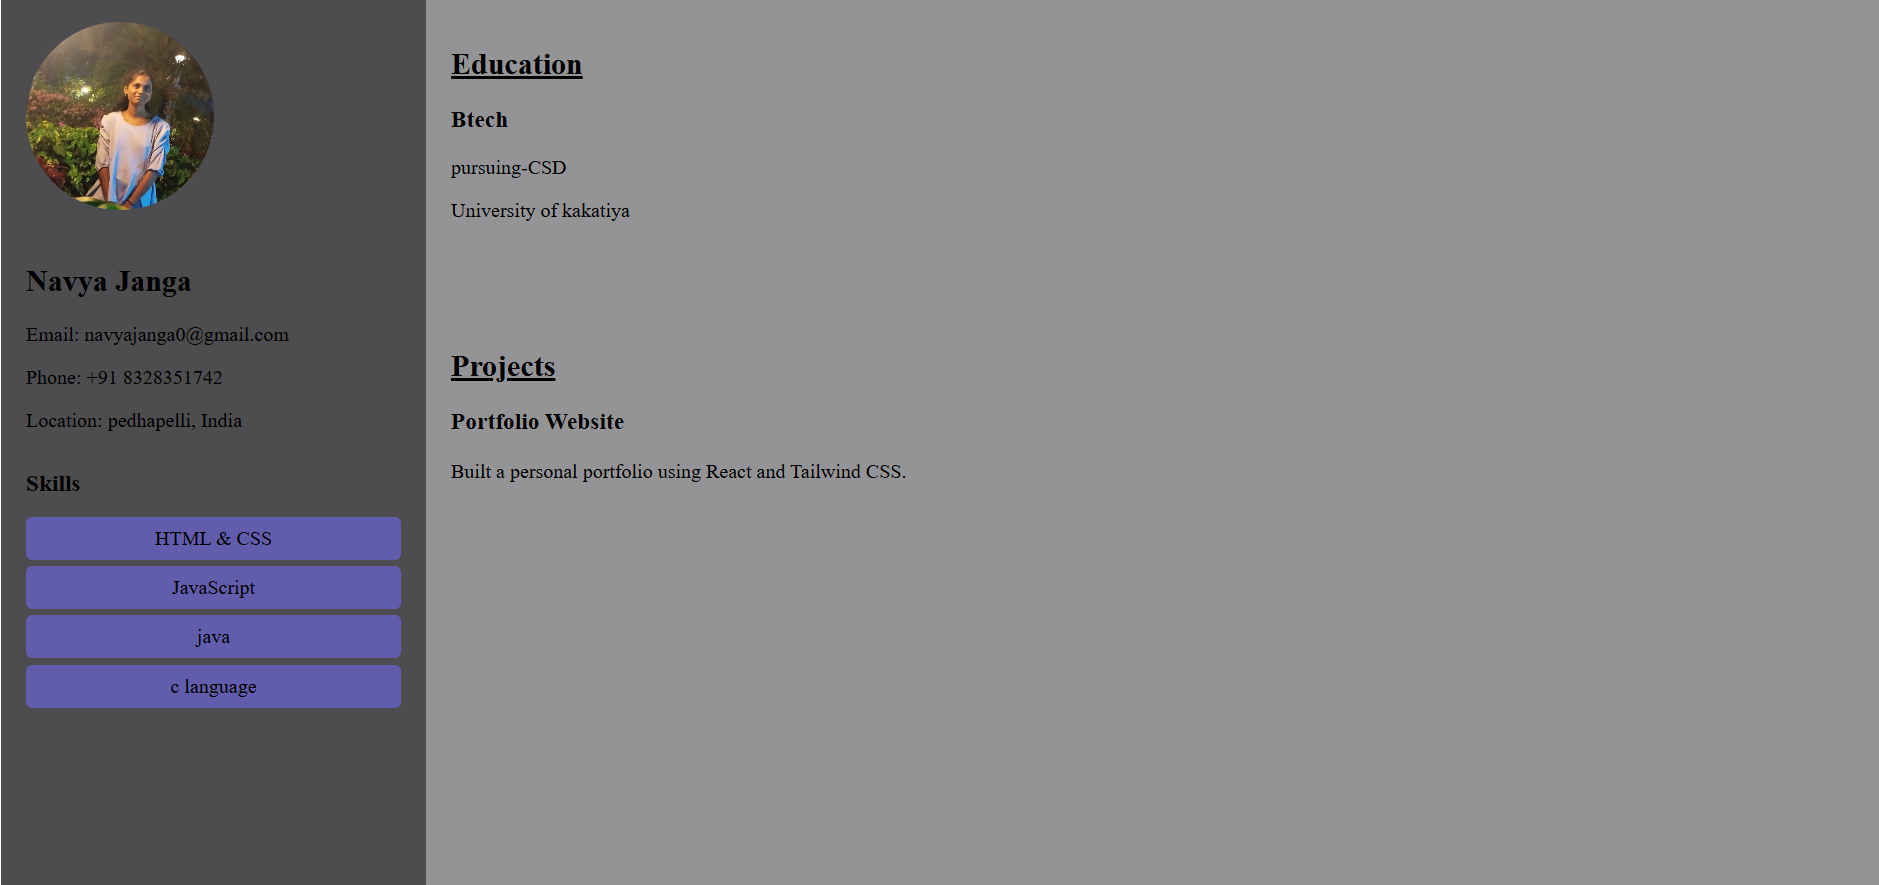 Navya Janga
Email: navyajanga0@gmail.com
Phone: +91 8328351742
Location: pedhapelli, India
Skills
HTML & CSS
JavaScript
java
c language
Education
Btech
pursuing-CSD
University of kakatiya
Projects
Portfolio Website
Built a personal portfolio using React and Tailwind CSS.